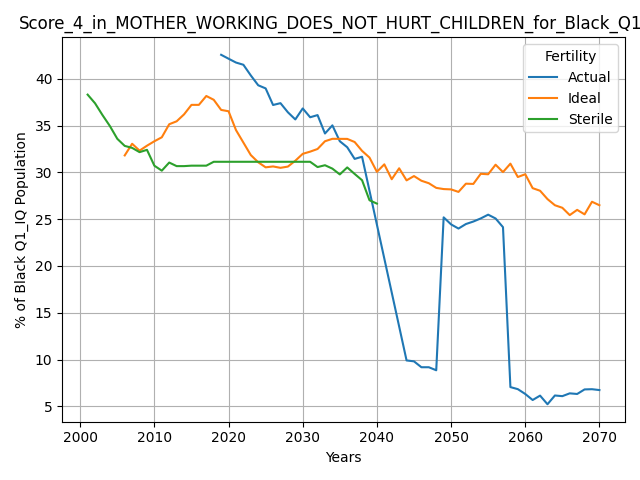 Score_4_in_MOTHER_WORKING_DOES_NOT_HURT_CHILDREN_for_Black_Q1
Fertility
Actual
Ideal
Sterile
% of Black Q1_IQ Population
40
35
30
25
20
15
10
5
2000 2010 2020 2030 2040 2050 2060 2070
Years